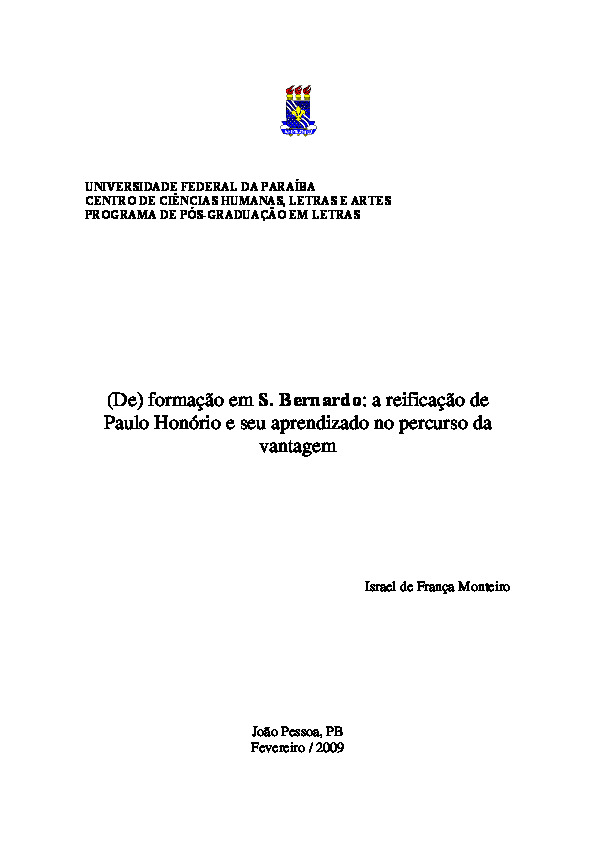 UNIVERSIDADE FEDERAL DA PARAÍBA
CENTRO DE CIÊNCIAS HUMANAS, LETRAS E ARTES
PROGRAMA DE PÓS-GRADUAÇÃO EM LETRAS
(De) formação em S. Bernardo: a reificação de
Paulo Honório e seu aprendizado no percurso da
vantagem
Israel de França Monteiro
João Pessoa, PB
Fevereiro / 2009